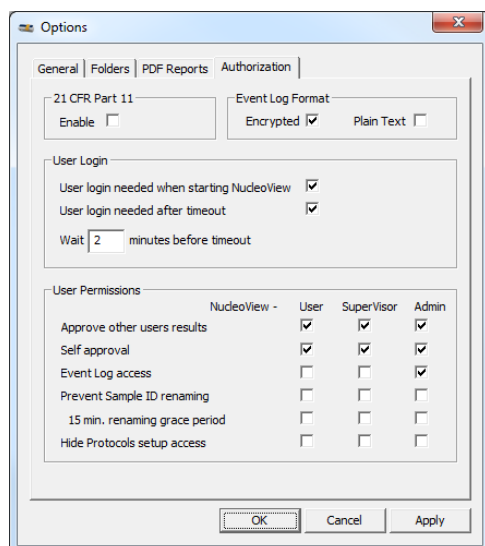 Options
General Folders PDF Reports Authorization
21 CFR Part 11 Event Log Format
Enable Encrypted Plain Text
User Login
User login needed when starting NucleoView
User login needed after timeout
Wait 2 minutes before timeout
User Permissions
NucleoView - User SuperVisor Admin
Approve other users results
Self approval
Event Log access
Prevent Sample ID renaming
15 min. renaming grace period
Hide Protocols setup access
OK Cancel Apply